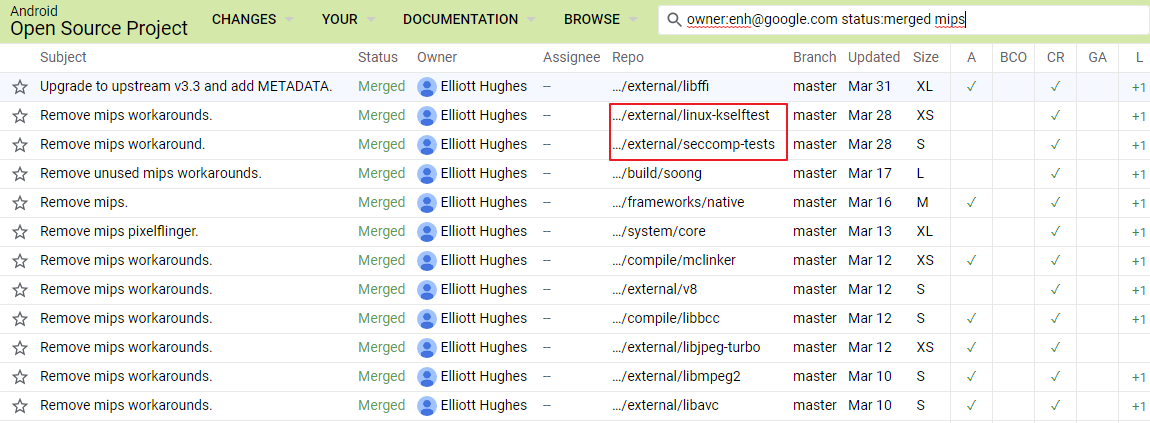 Android
Open Source Project
CHANGES YOUR DOCUMENTATION BROWSE owner:enh@google.com status:merged mips
Subject Status Owner Assignee Repo Branch Updated Size A BCO CR GA L
Upgrade to upstream v3.3 and add METADATA. Merged Elliott Hughes -- …/external/libffi master Mar 31 XL ✓ ✓ +1
Remove mips workarounds. Merged Elliott Hughes -- …/external/linux-kselftest master Mar 28 XS ✓ +1
Remove mips workaround. Merged Elliott Hughes -- …/external/seccomp-tests master Mar 28 S ✓ +1
Remove unused mips workarounds. Merged Elliott Hughes -- …/build/soong master Mar 17 L ✓
Remove mips. Merged Elliott Hughes -- …/frameworks/native master Mar 16 M ✓ ✓ +1
Remove mips pixelflinger. Merged Elliott Hughes -- …/system/core master Mar 13 XL ✓ +1
Remove mips workarounds. Merged Elliott Hughes -- …/compile/mclinker master Mar 12 XS ✓ ✓ +1
Remove mips workarounds. Merged Elliott Hughes -- …/external/v8 master Mar 12 S ✓ +1
Remove mips workarounds. Merged Elliott Hughes -- …/compile/libbcc master Mar 12 S ✓ ✓ +1
Remove mips workarounds. Merged Elliott Hughes -- …/external/libjpeg-turbo master Mar 12 XS ✓ ✓
Remove mips workarounds. Merged Elliott Hughes -- …/external/libmpeg2 master Mar 10 S ✓ ✓ +1
Remove mips workarounds. Merged Elliott Hughes -- …/external/libavc master Mar 10 S ✓ ✓ +1